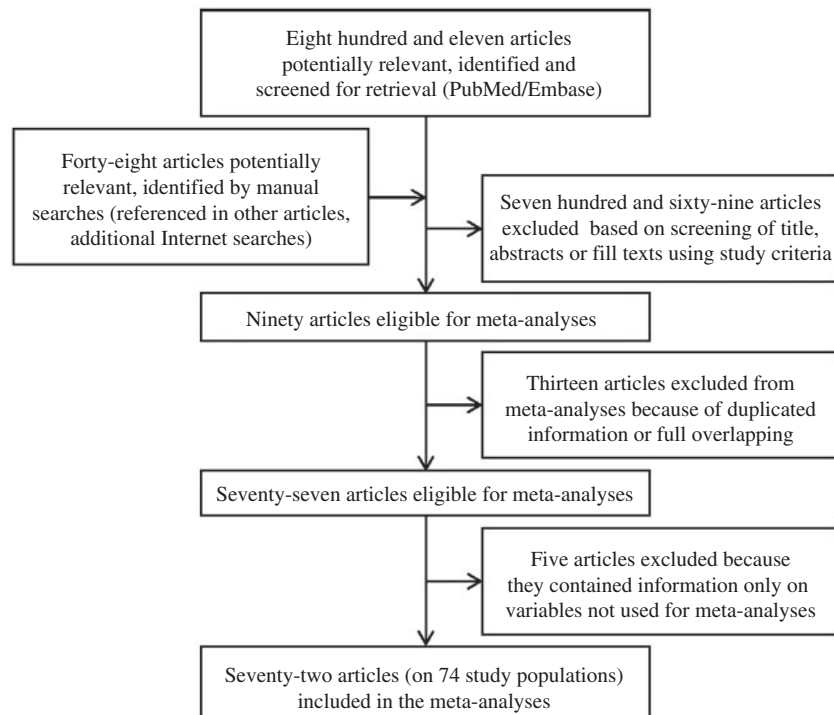 Eight hundred and eleven articles
potentially relevant, identified and
screened for retrieval (PubMed/Embase)
Forty-eight articles potentially
relevant, identified by manual
searches (referenced in other articles,
additional Internet searches)
Seven hundred and sixty-nine articles
excluded based on screening of title,
abstracts or fill texts using study criteria
Ninety articles eligible for meta-analyses
Thirteen articles excluded from
meta-analyses because of duplicated
information or full overlapping
Seventy-seven articles eligible for meta-analyses
Five articles excluded because
they contained information only on
variables not used for meta-analyses
Seventy-two articles (on 74 study populations)
included in the meta-analyses